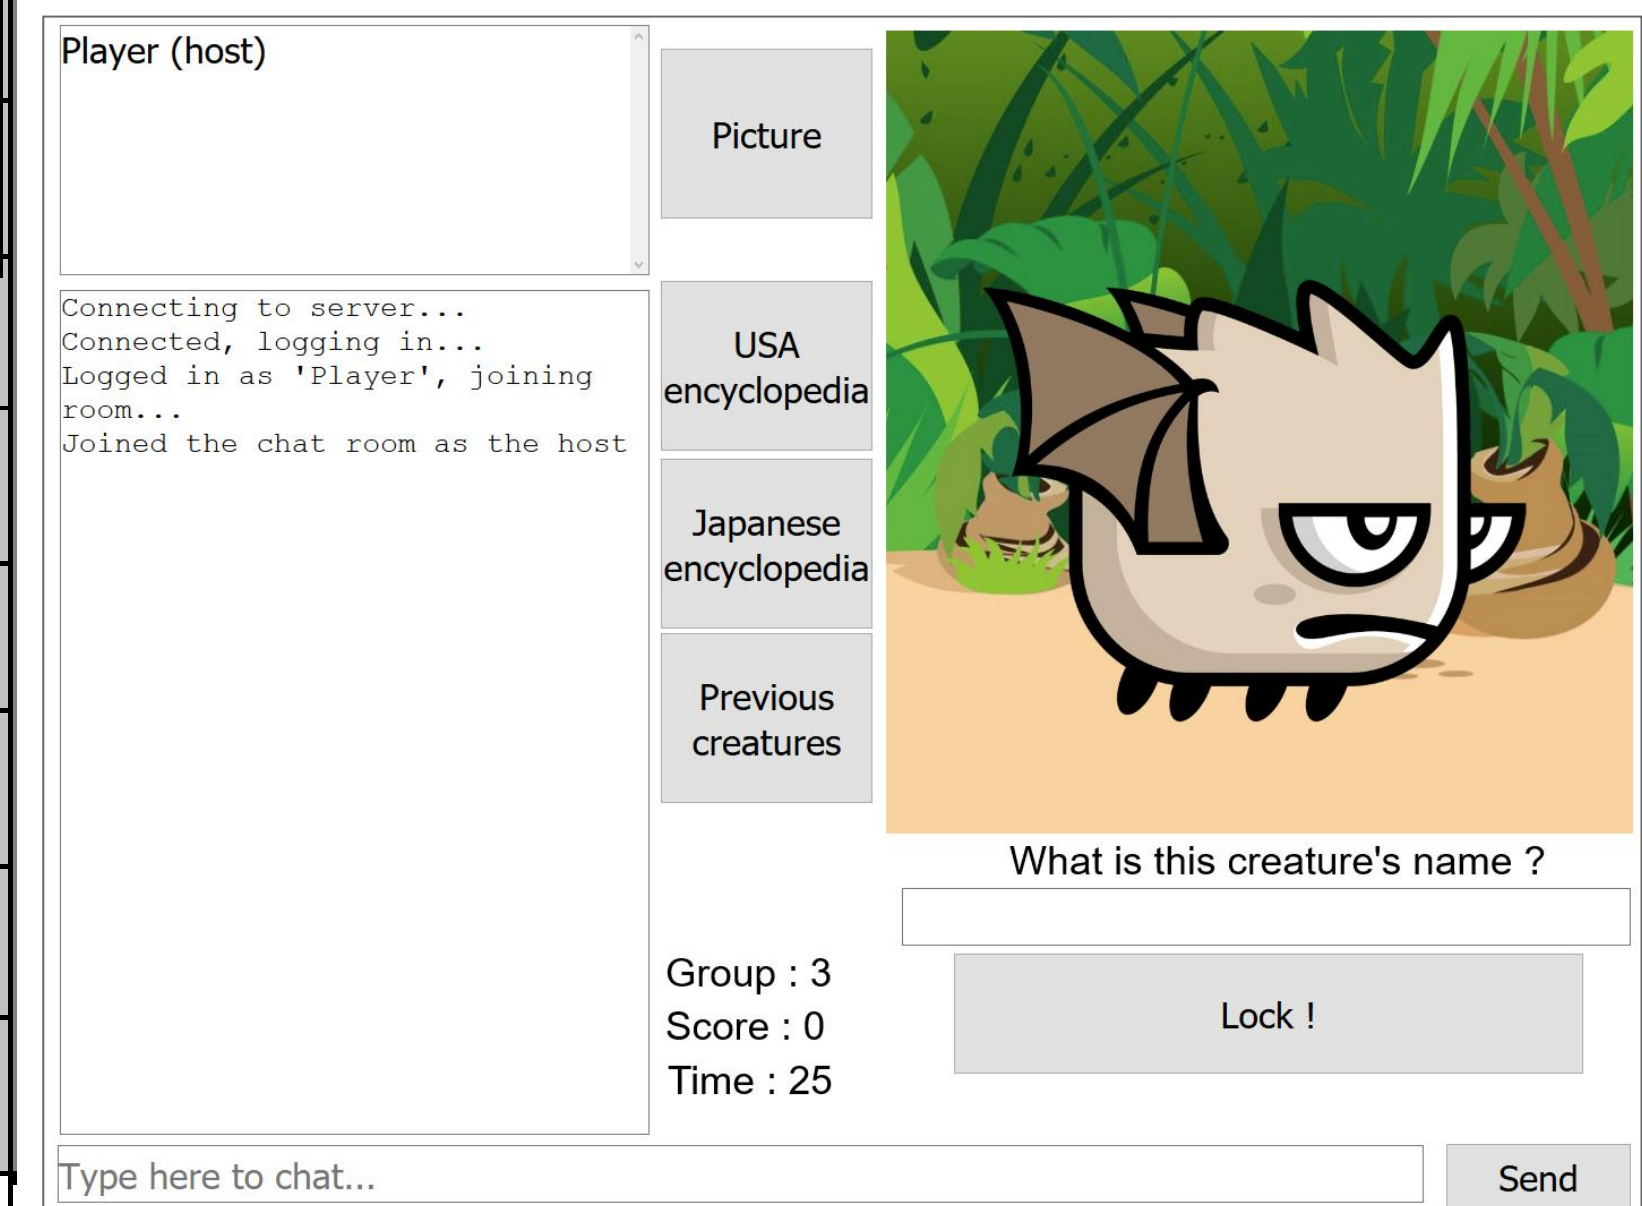 Player (host)
Connecting to server...
Connected, logging in...
Logged in as 'Player', joining
room...
Joined the chat room as the host
Type here to chat...
Picture
USA
encyclopedia
Japanese
encyclopedia
Previous
creatures
Group : 3
Score : 0
Time : 25
What is this creature's name ?
Lock !
Send